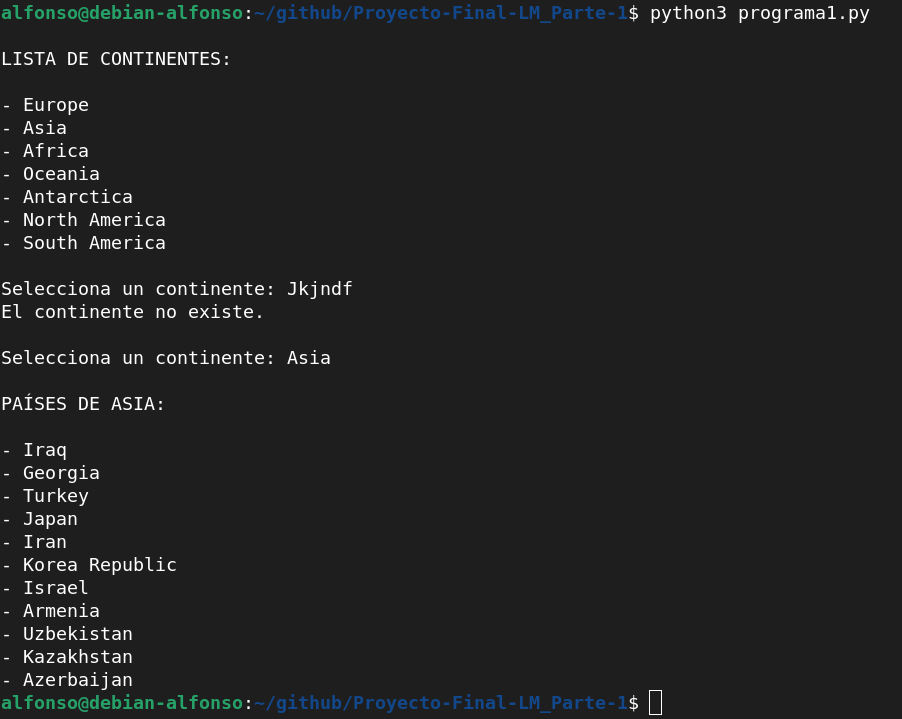 alfonso@debian-alfonso:~/github/Proyecto-Final-LM_Parte-1$ python3 programa1.py
LISTA DE CONTINENTES:
- Europe
- Asia
- Africa
- Oceania
- Antarctica
- North America
- South America
Selecciona un continente: Jkjndf
El continente no existe.
Selecciona un continente: Asia
PAÍSES DE ASIA:
- Iraq
- Georgia
- Turkey
- Japan
- Iran
- Korea Republic
- Israel
- Armenia
- Uzbekistan
- Kazakhstan
- Azerbaijan
alfonso@debian-alfonso:~/github/Proyecto-Final-LM_Parte-1$